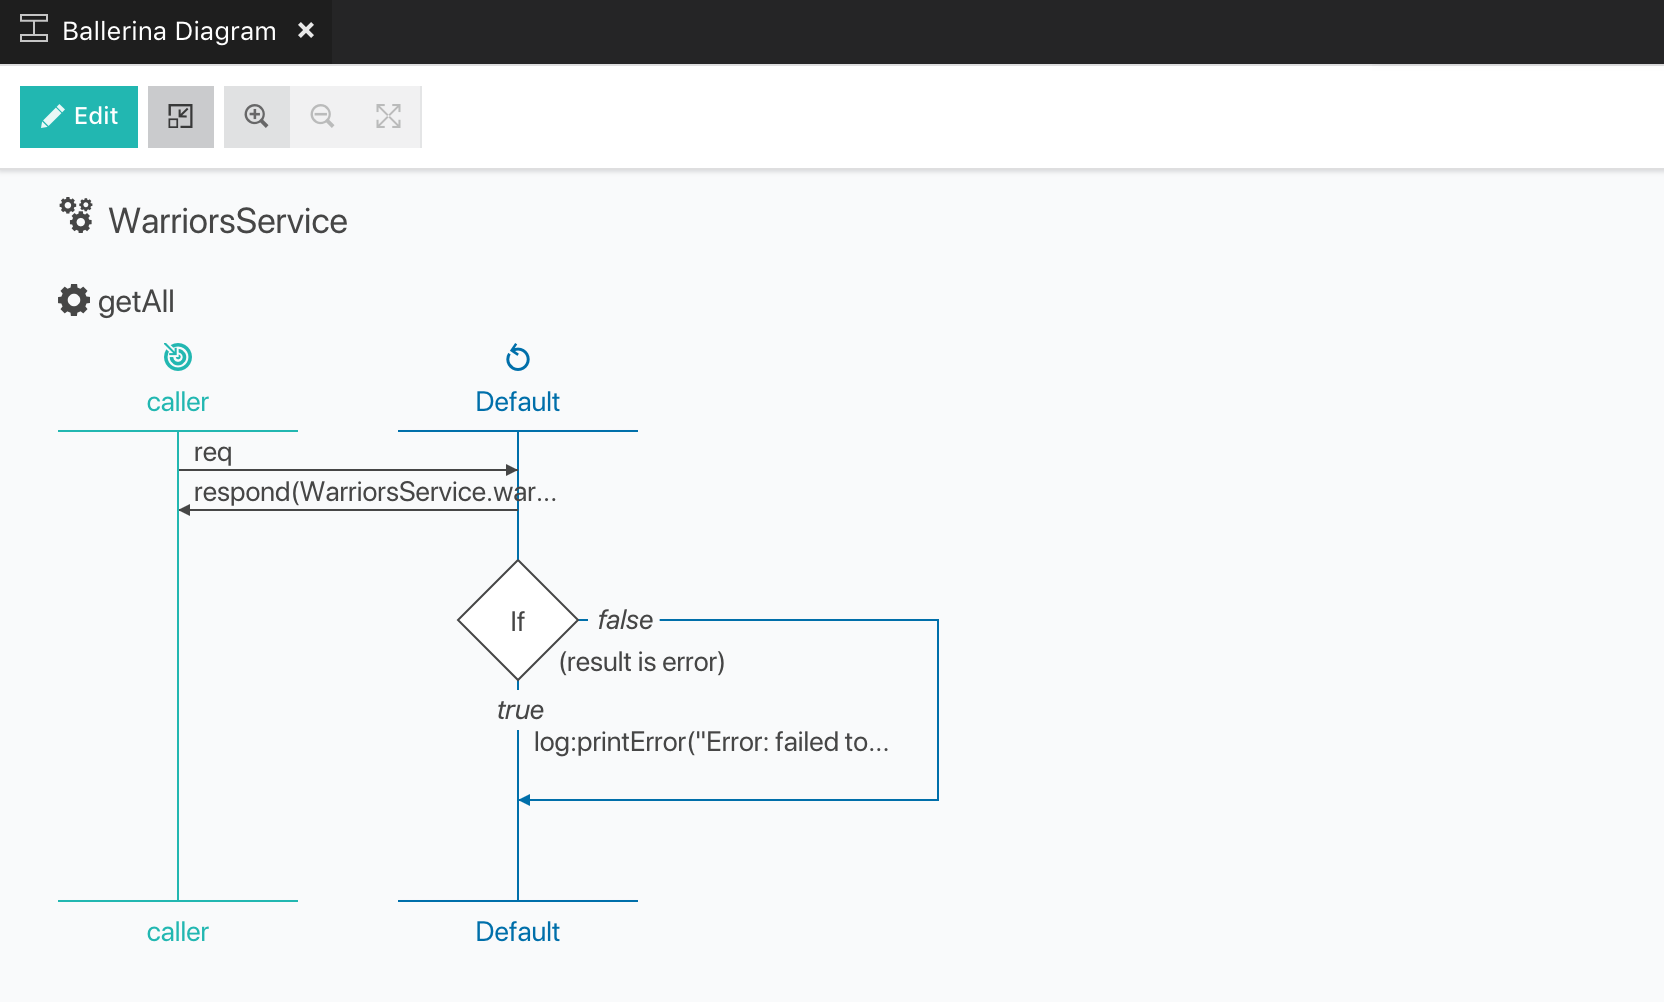 Ballerina Diagram
Edit
WarriorsService
getAll
caller
Default
req
respond(WarriorsService.war...
If
false
(result is error)
true
log:printError("Error: failed to...
caller
Default